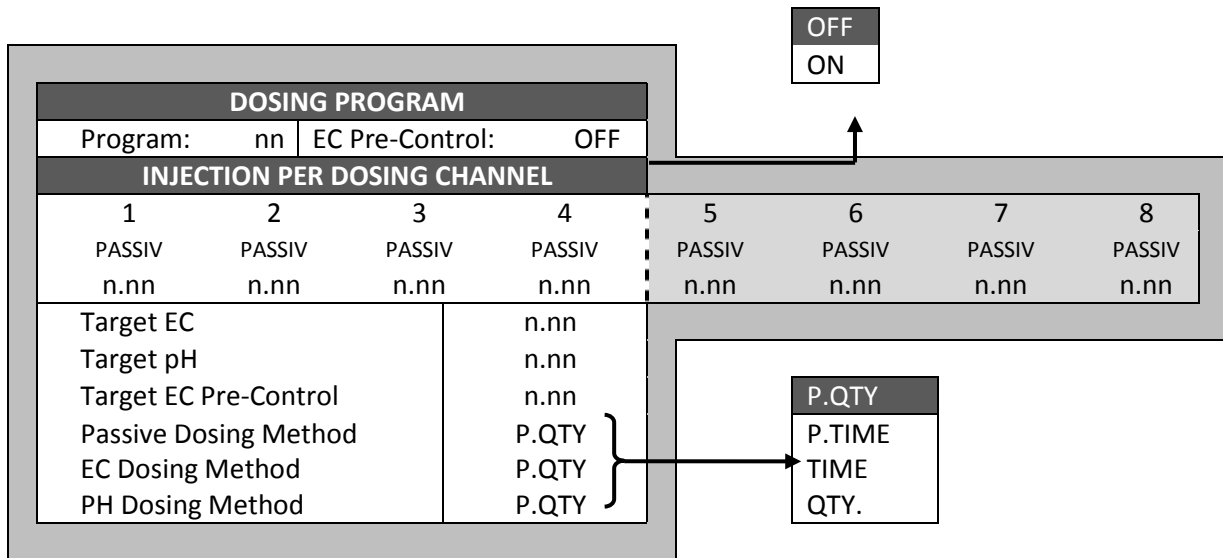 OFF
ON
DOSING PROGRAM
Program: nn EC Pre-Control: OFF
INJECTION PER DOSING CHANNEL
1 2 3 4 5 6 7 8
PASSIV PASSIV PASSIV PASSIV PASSIV PASSIV PASSIV PASSIV
n.nn n.nn n.nn n.nn n.nn n.nn n.nn n.nn
Target EC n.nn
Target pH n.nn
Target EC Pre-Control n.nn
Passive Dosing Method P.QTY
EC Dosing Method P.QTY
PH Dosing Method P.QTY
P.QTY
P.TIME
TIME
QTY.